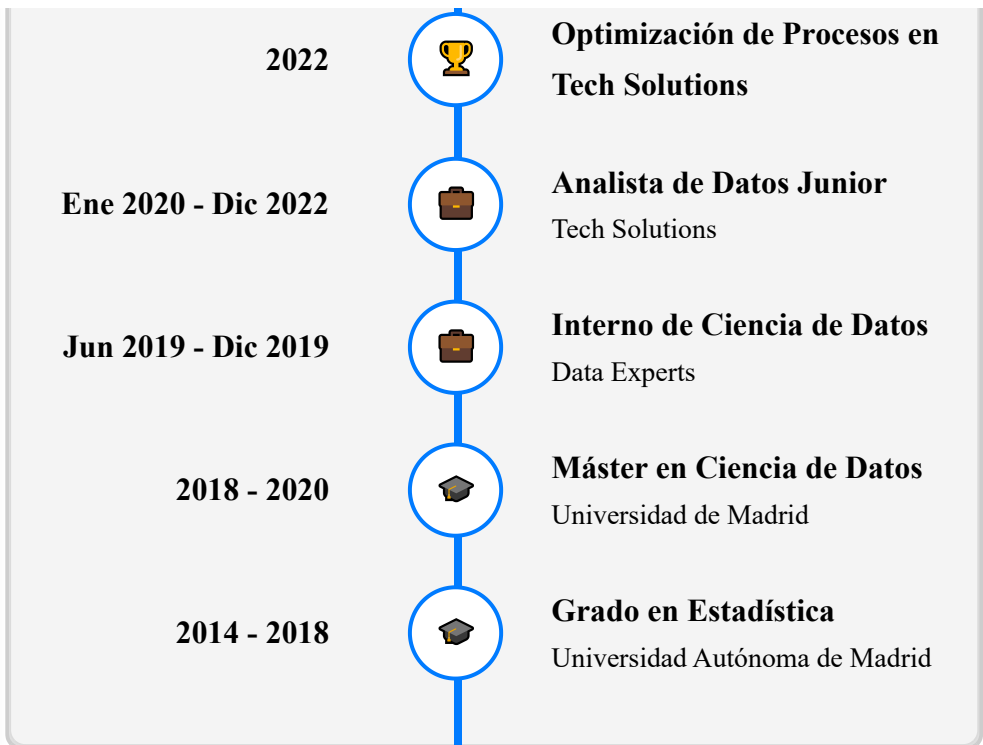 2022
Optimización de Procesos en
Tech Solutions
Ene 2020 - Dic 2022
Analista de Datos Junior
Tech Solutions
Jun 2019 - Dic 2019
Interno de Ciencia de Datos
Data Experts
2018 - 2020
Máster en Ciencia de Datos
Universidad de Madrid
2014 - 2018
Grado en Estadística
Universidad Autónoma de Madrid